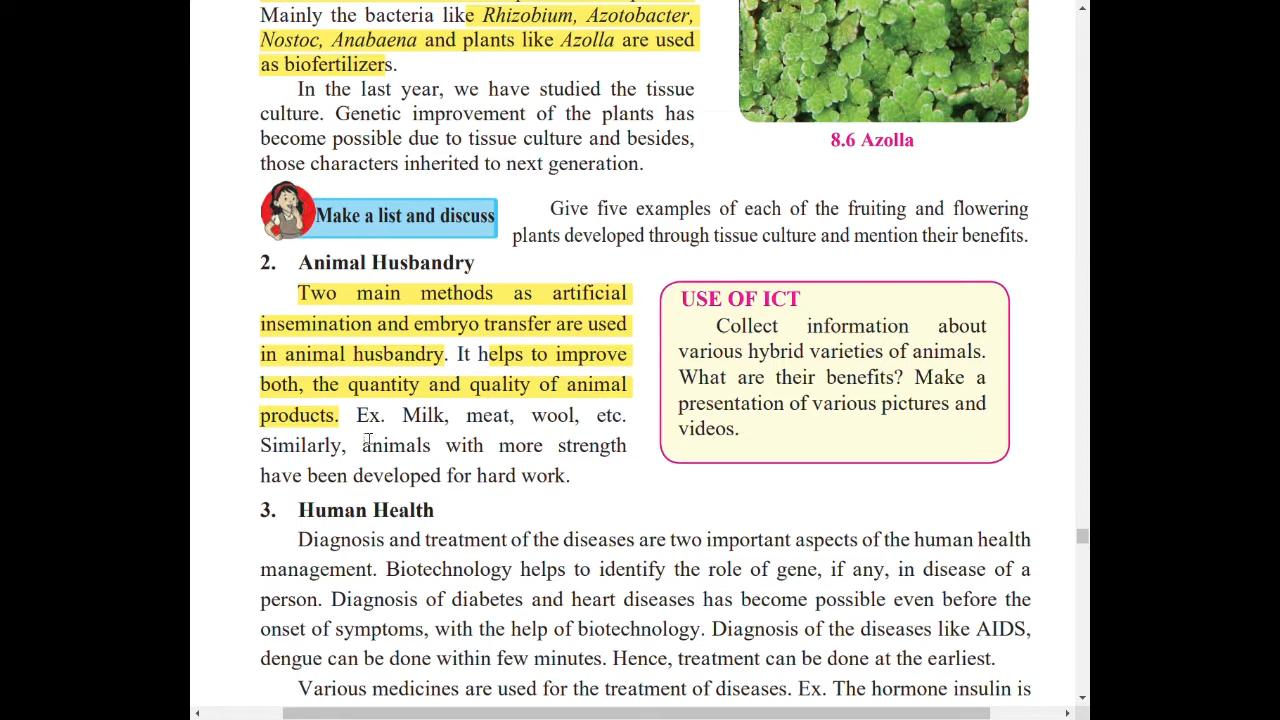 Mainly the bacteria like Rhizobium, Azotobacter,
Nostoc, Anabaena and plants like Azolla are used
as biofertilizers.
In the last year, we have studied the tissue
culture. Genetic improvement of the plants has
become possible due to tissue culture and besides,
those characters inherited to next generation.
8.6 Azolla
Make a list and discuss
Give five examples of each of the fruiting and flowering
plants developed through tissue culture and mention their benefits.
2. Animal Husbandry
Two main methods as artificial
insemination and embryo transfer are used
in animal husbandry. It helps to improve
both, the quantity and quality of animal
products. Ex. Milk, meat, wool, etc.
Similarly, animals with more strength
have been developed for hard work.
USE OF ICT
Collect information about
various hybrid varieties of animals.
What are their benefits? Make a
presentation of various pictures and
videos.
3. Human Health
Diagnosis and treatment of the diseases are two important aspects of the human health
management. Biotechnology helps to identify the role of gene, if any, in disease of a
person. Diagnosis of diabetes and heart diseases has become possible even before the
onset of symptoms, with the help of biotechnology. Diagnosis of the diseases like AIDS,
dengue can be done within few minutes. Hence, treatment can be done at the earliest.
Various medicines are used for the treatment of diseases. Ex. The hormone insulin is